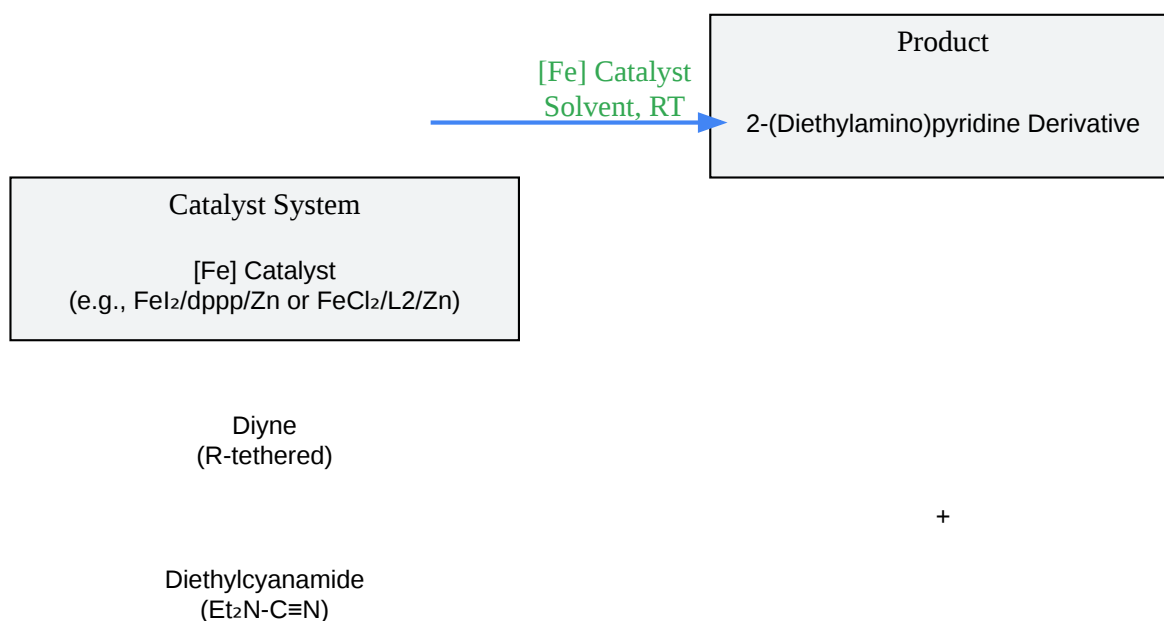 Product
2-(Diethylamino)pyridine Derivative
[Fe] Catalyst
Solvent, RT
Catalyst System
[Fe] Catalyst
(e.g., FeI₂/dppp/Zn or FeCl₂/L2/Zn)
Diyne
(R-tethered)
+
Diethylcyanamide
(Et₂N-C≡N)